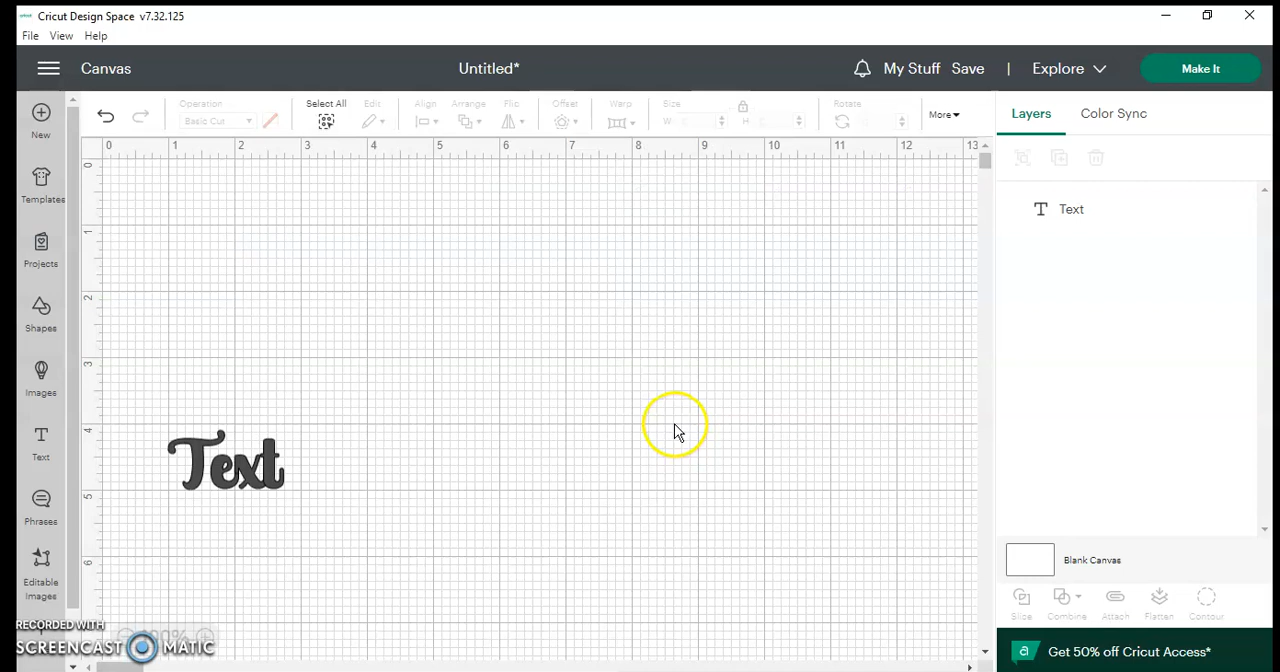 Cricut Design Space v7.32.125
File View Help
Canvas Untitled* My Stuff Save | Explore Make It
Operation Select All Edit Align Arrange Flip Offset Warp Size Rotate
Basic Cut W: H: More
Layers Color Sync
0 1 2 3 4 5 6 7 8 9 10 11 12 13
0
1
2
3
4
5
6
New
Templates
Projects
Shapes
Images
Text
Phrases
Editable
Images
Text
Text
Blank Canvas
Slice Combine Attach Flatten Contour
RECORDED WITH
SCREENCAST MATIC
a Get 50% off Cricut Access*